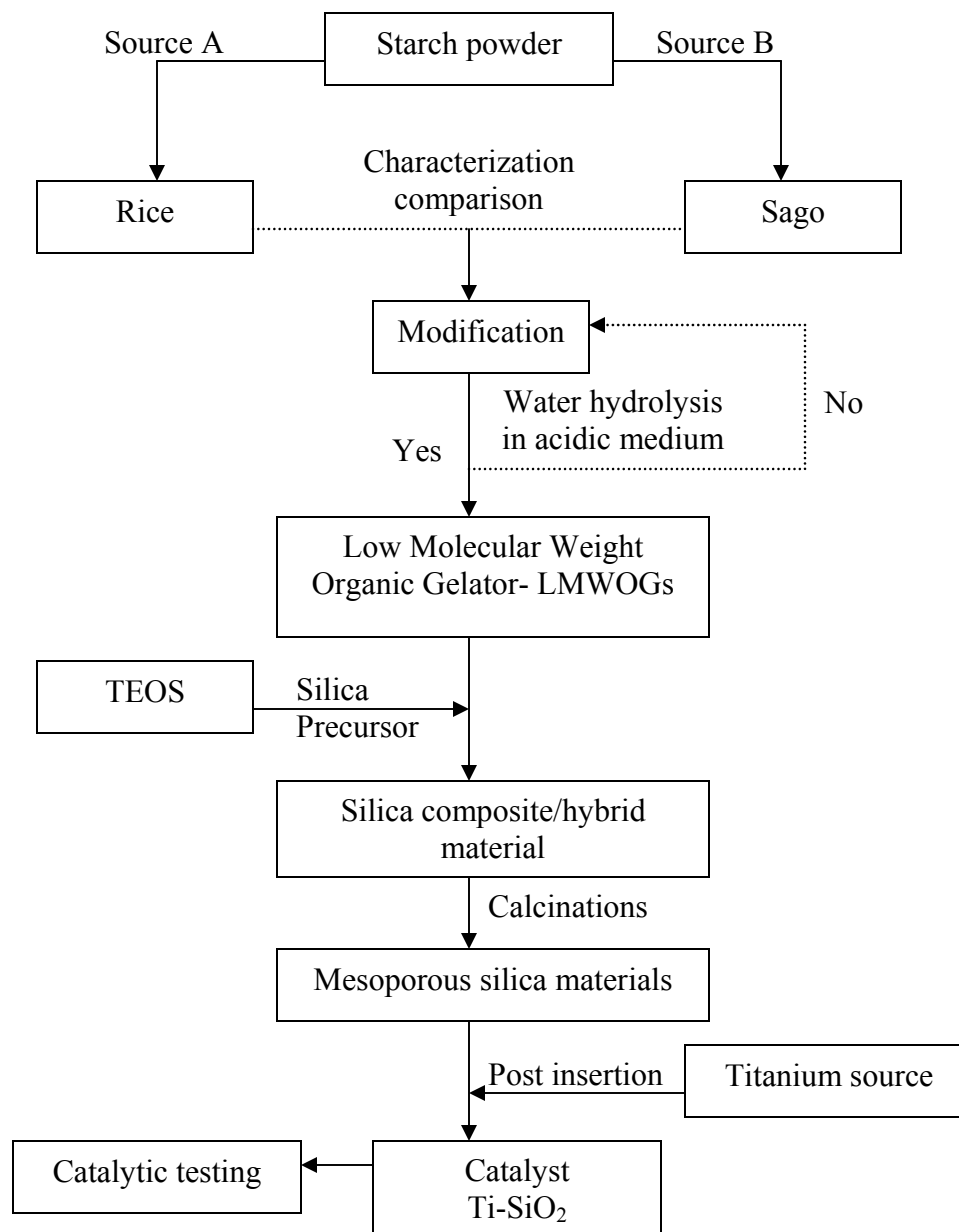 Source A
Starch powder
Source B
Characterization
comparison
Rice
Sago
Modification
Water hydrolysis
in acidic medium
No
Yes
Low Molecular Weight
Organic Gelator- LMWOGs
TEOS
Silica
Precursor
Silica composite/hybrid
material
Calcinations
Mesoporous silica materials
Post insertion
Titanium source
Catalytic testing
Catalyst
Ti-SiO₂